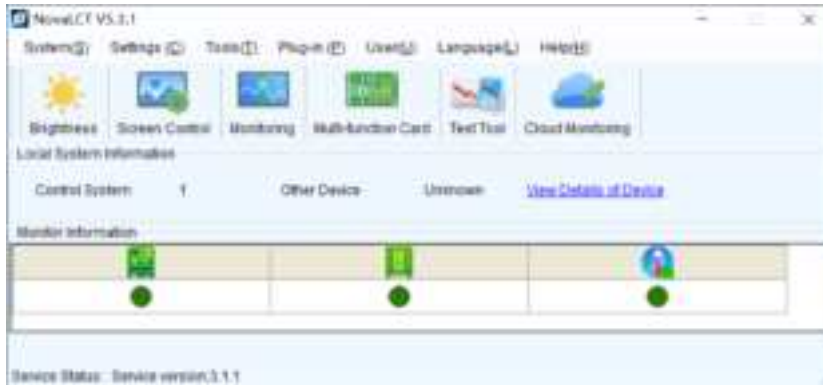 NovaLCT V5.3.1
System(S) Settings (C) Tools(T) Plug-in (P) User(U) Language(L) Help(H)
Brightness Screen Control Monitoring Multi-function Card Test Tool Cloud Monitoring
Local System Information
Control System 1 Other Device Unknown View Details of Device
Monitor Information
Service Status: Service version:3.1.1